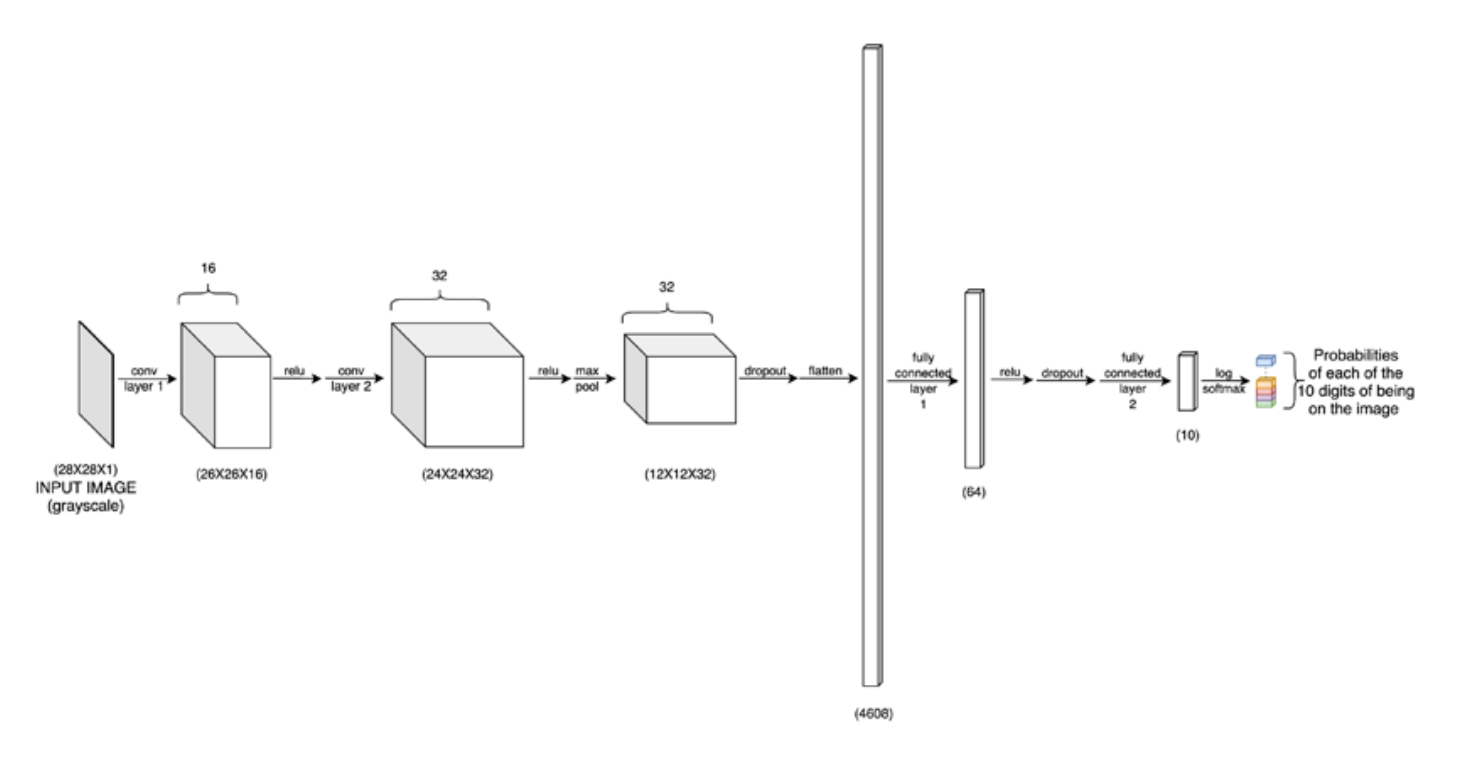 (28X28X1)
INPUT IMAGE
(grayscale)
conv
layer 1
16
(26X26X16)
relu
conv
layer 2
32
(24X24X32)
relu
max
pool
32
(12X12X32)
dropout
flatten
(4608)
fully
connected
layer
1
(64)
relu
dropout
fully
connected
layer
2
(10)
log
softmax
Probabilities
of each of the
10 digits of being
on the image